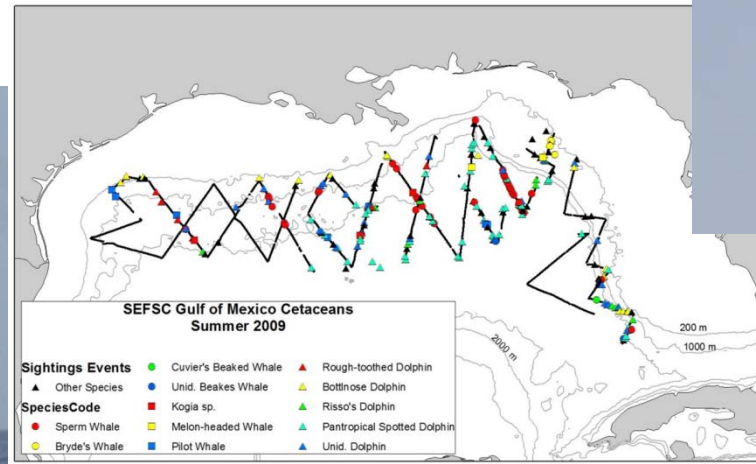 200 m
1000 m
2000 m
SEFSC Gulf of Mexico Cetaceans
Summer 2009
Sightings Events
Other Species
SpeciesCode
Sperm Whale
Bryde's Whale
Cuvier's Beaked Whale
Unid. Beakes Whale
Kogia sp.
Melon-headed Whale
Pilot Whale
Rough-toothed Dolphin
Bottlnose Dolphin
Risso's Dolphin
Pantropical Spotted Dolphin
Unid. Dolphin